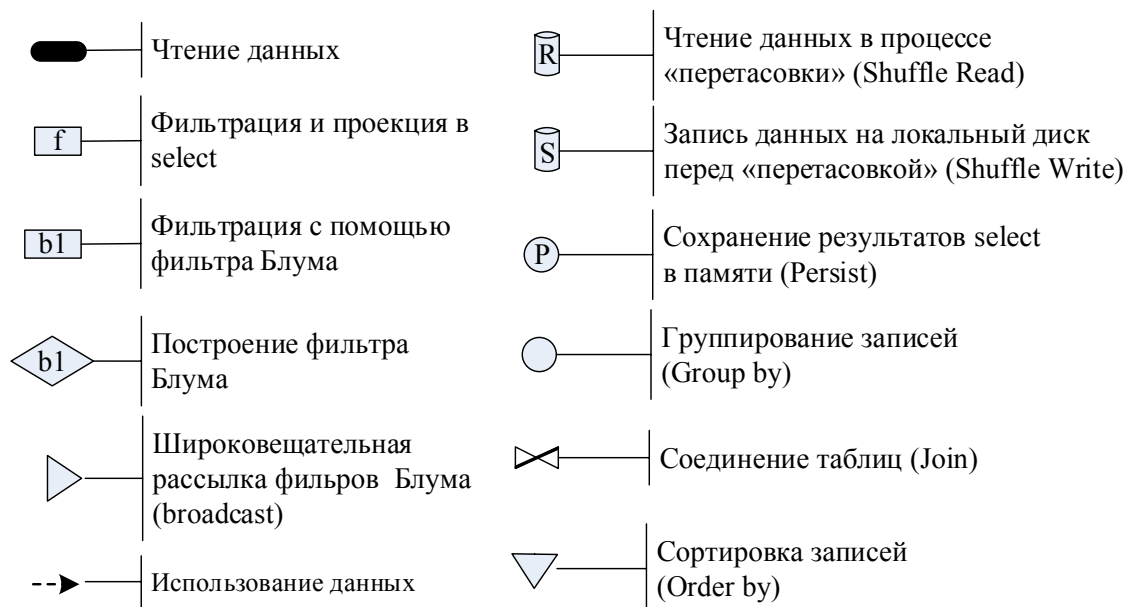 Чтение данных
f
Фильтрация и проекция в
select
b1
Фильтрация с помощью
фильтра Блума
b1
Построение фильтра
Блума
Широковещательная
рассылка фильров Блума
(broadcast)
Использование данных
R
Чтение данных в процессе
«перетасовки» (Shuffle Read)
S
Запись данных на локальный диск
перед «перетасовкой» (Shuffle Write)
P
Сохранение результатов select
в памяти (Persist)
Группирование записей
(Group by)
Соединение таблиц (Join)
Сортировка записей
(Order by)